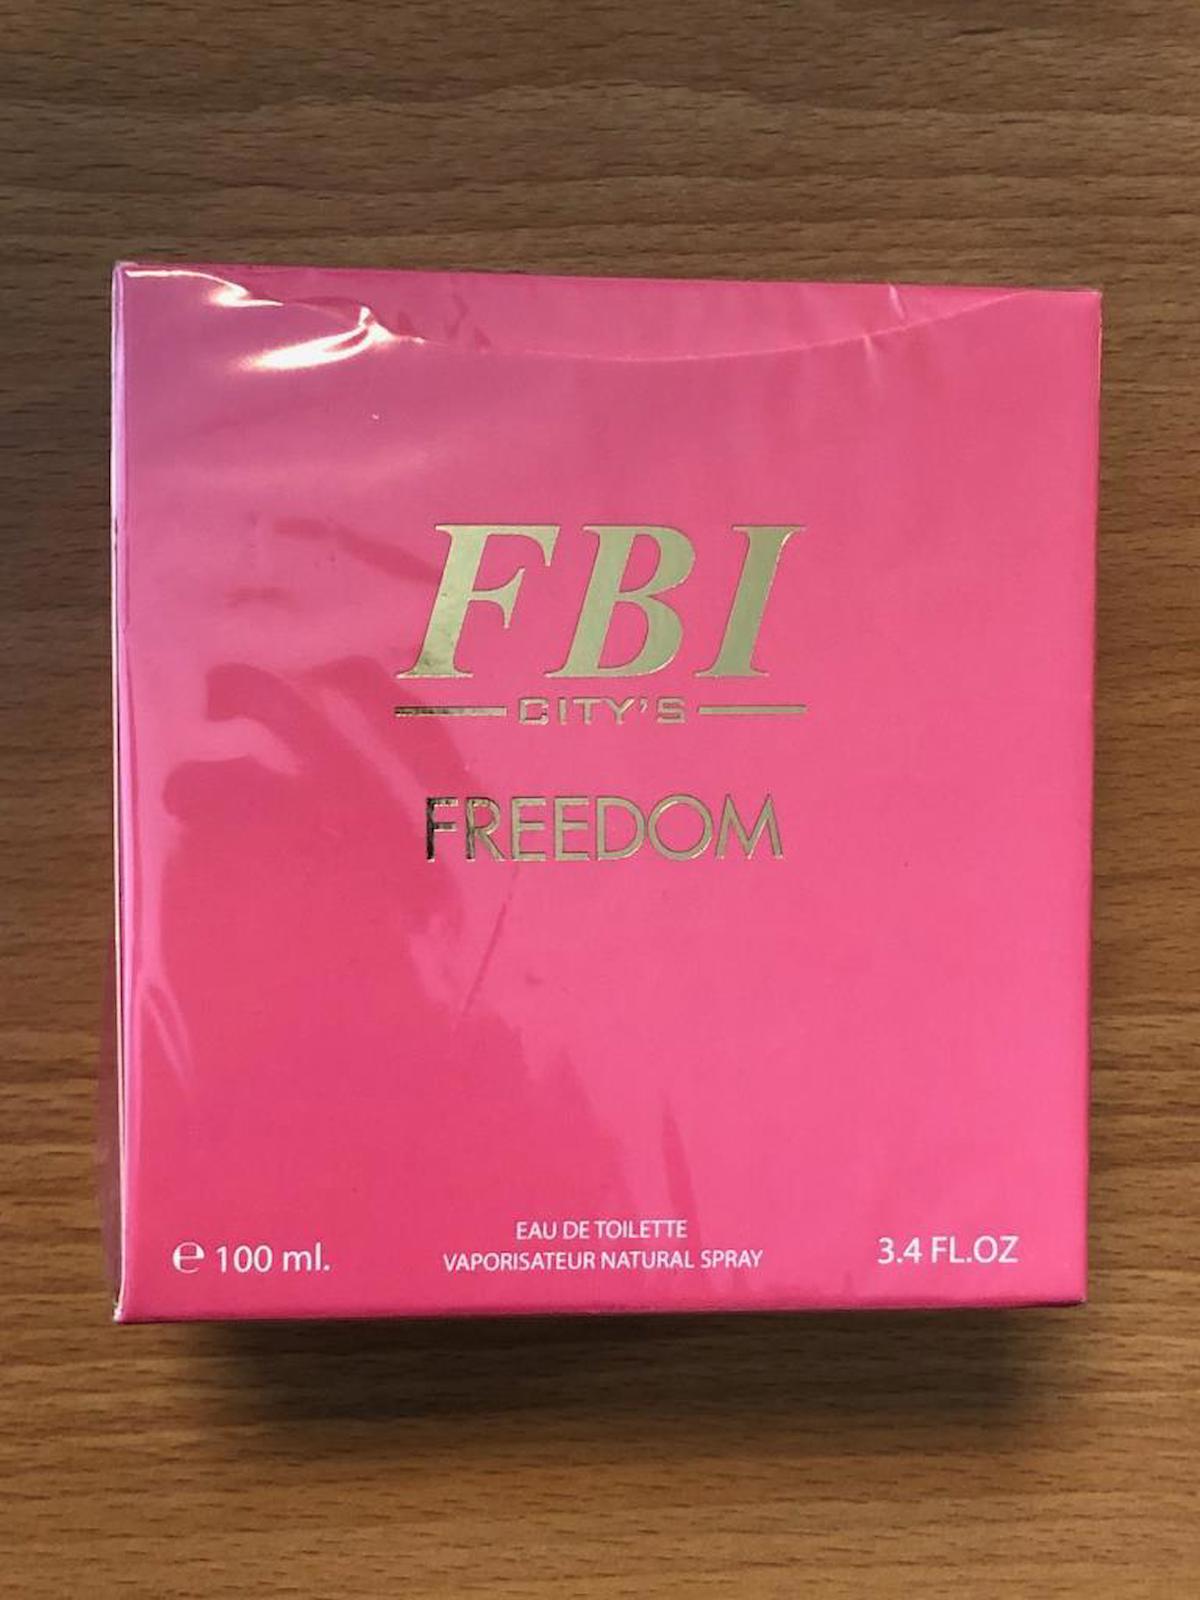 FBI
CITY'S
FREEDOM
EAU DE TOILETTE
℮ 100 ml. VAPORISATEUR NATURAL SPRAY 3.4 FL.OZ